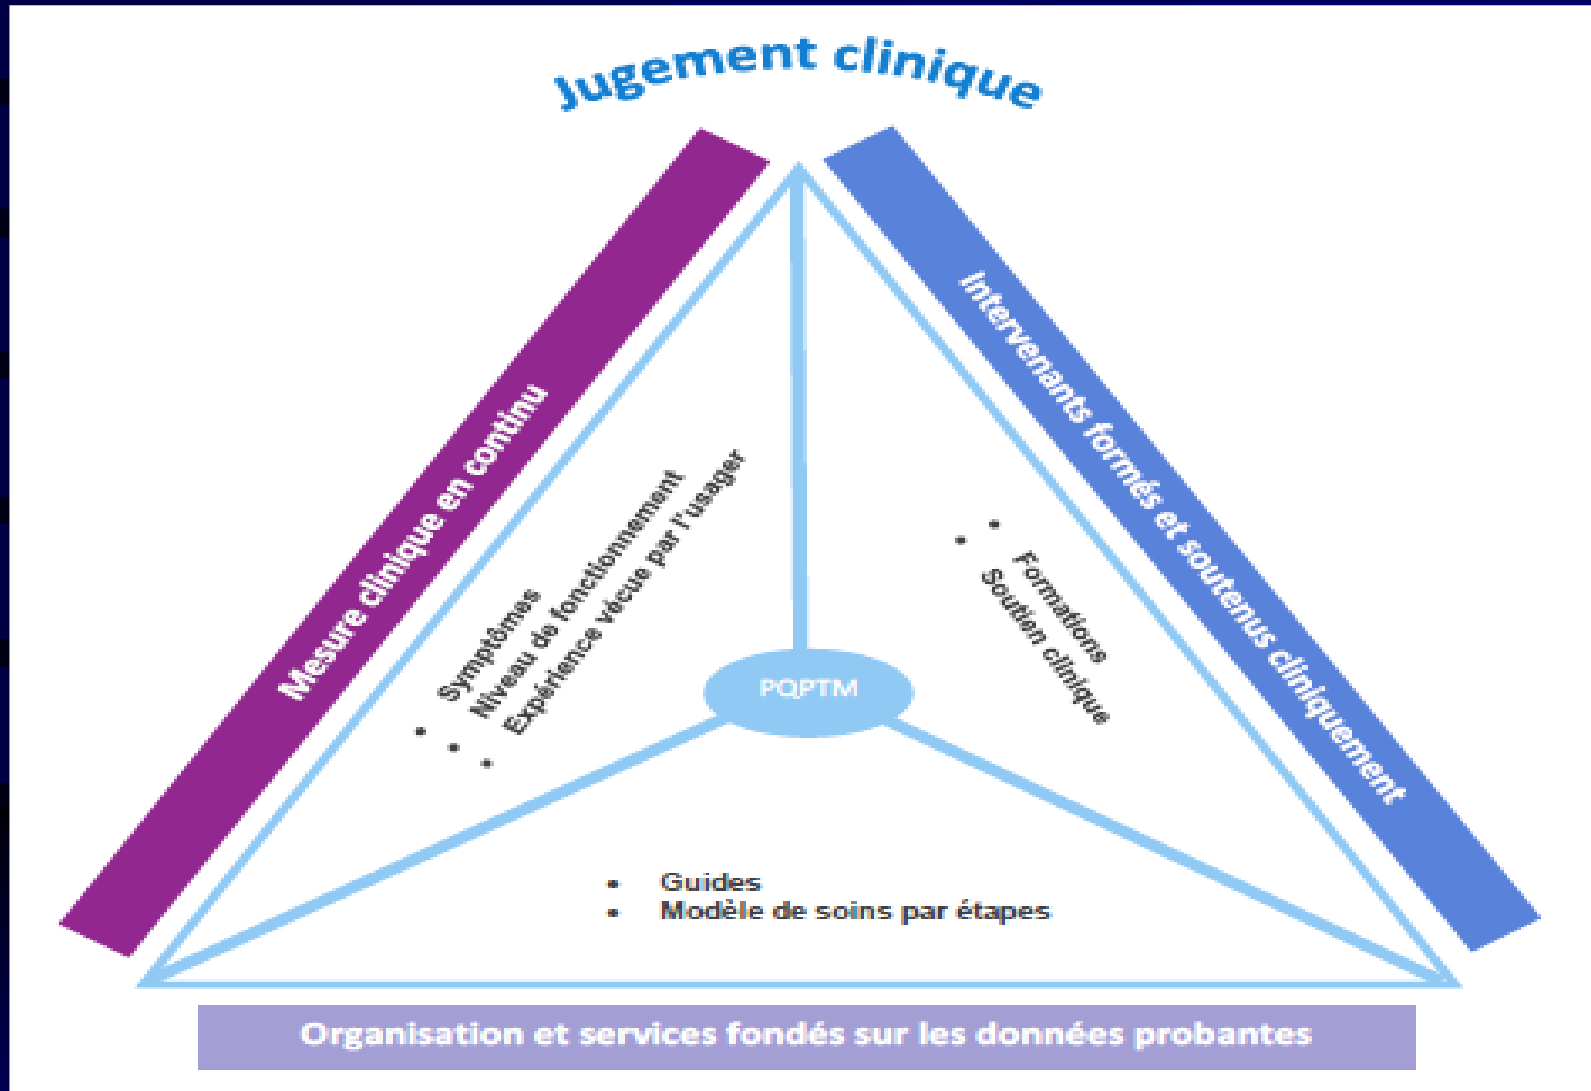 Jugement clinique
Mesure clinique en continu
• Symptômes
• Niveau de fonctionnement
• Expérience vécue par l'usager
Intervenants formés et soutenus cliniquement
• Formations
• Soutien clinique
PQPTM
• Guides
• Modèle de soins par étapes
Organisation et services fondés sur les données probantes